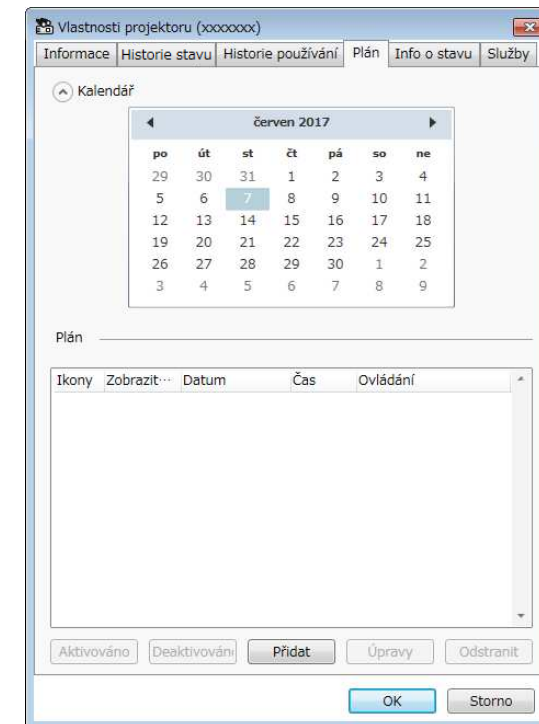 Vlastnosti projektoru (xxxxxxx)
Informace Historie stavu Historie používání Plán Info o stavu Služby
Kalendář
červen 2017
po út st čt pá so ne
29 30 31 1 2 3 4
5 6 7 8 9 10 11
12 13 14 15 16 17 18
19 20 21 22 23 24 25
26 27 28 29 30 1 2
3 4 5 6 7 8 9
Plán
Ikony Zobrazit··· Datum Čas Ovládání
Aktivováno Deaktivován Přidat Úpravy Odstranit
OK Storno